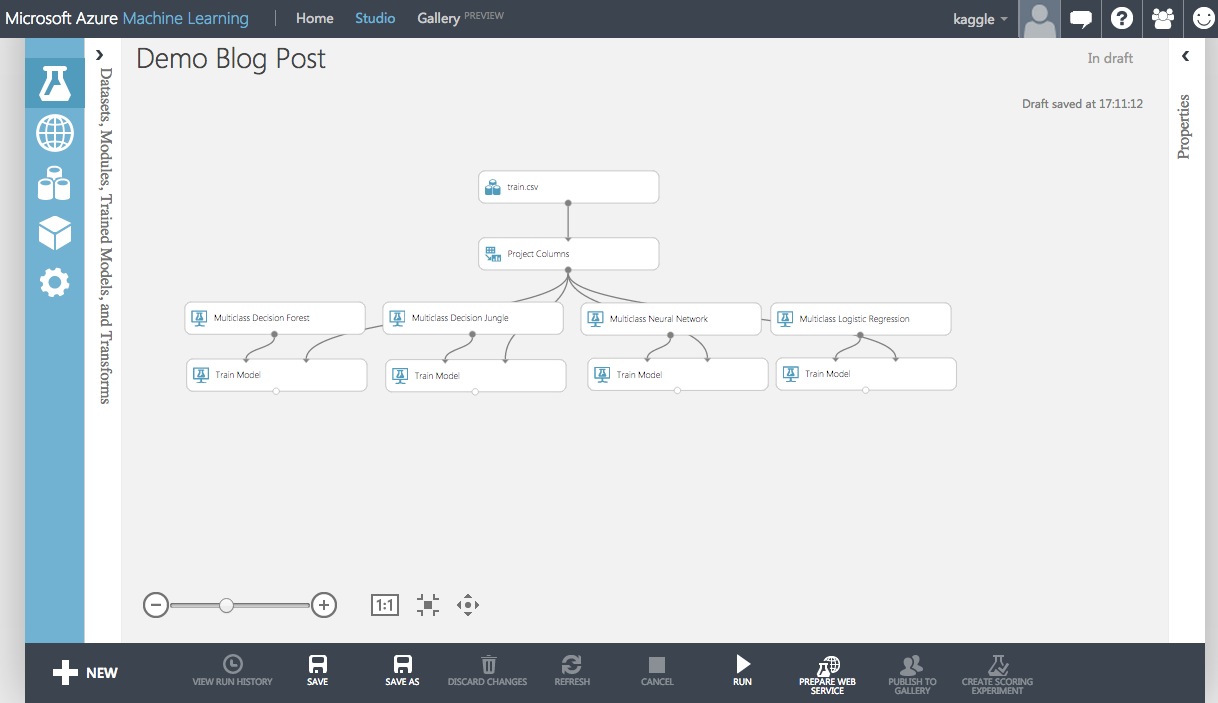 Microsoft Azure Machine Learning | Home Studio Gallery PREVIEW kaggle
Demo Blog Post
In draft
Draft saved at 17:11:12
Datasets, Modules, Trained Models, and Transforms
Properties
train.csv
Project Columns
Multiclass Decision Forest
Multiclass Decision Jungle
Multiclass Neural Network
Multiclass Logistic Regression
Train Model
Train Model
Train Model
Train Model
1:1
NEW
VIEW RUN HISTORY
SAVE
SAVE AS
DISCARD CHANGES
REFRESH
CANCEL
RUN
PREPARE WEB
SERVICE
PUBLISH TO
GALLERY
CREATE SCORING
EXPERIMENT